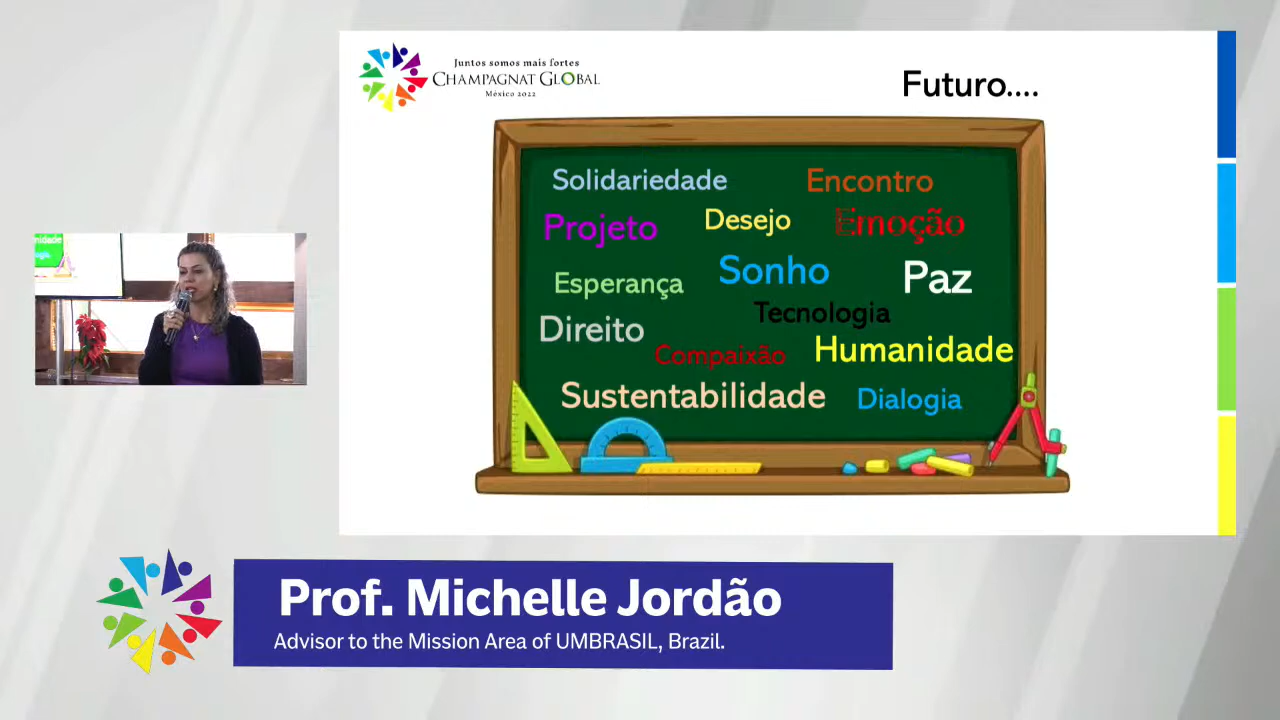 Juntos somos mais fortes
CHAMPAGNAT GLOBAL
México 2022
Futuro....
Solidariedade
Encontro
Projeto
Desejo
Emoção
Esperança
Sonho
Paz
Tecnologia
Direito
Compaixão
Humanidade
Sustentabilidade
Dialogia
Prof. Michelle Jordão
Advisor to the Mission Area of UMBRASIL, Brazil.